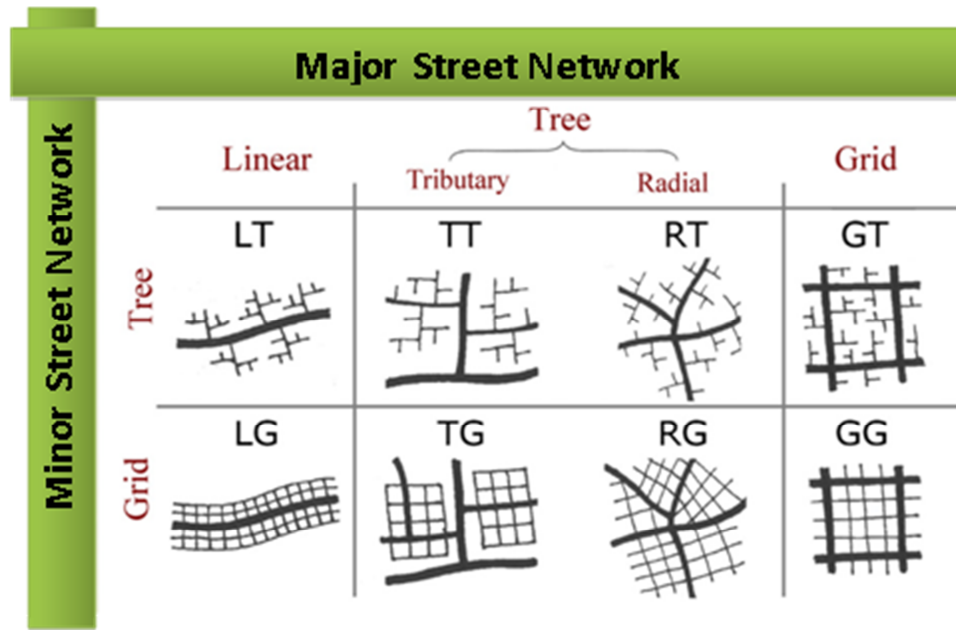 Major Street Network
Minor Street Network
Tree
Linear
Tributary
Radial
Grid
Tree
LT
TT
RT
GT
Grid
LG
TG
RG
GG